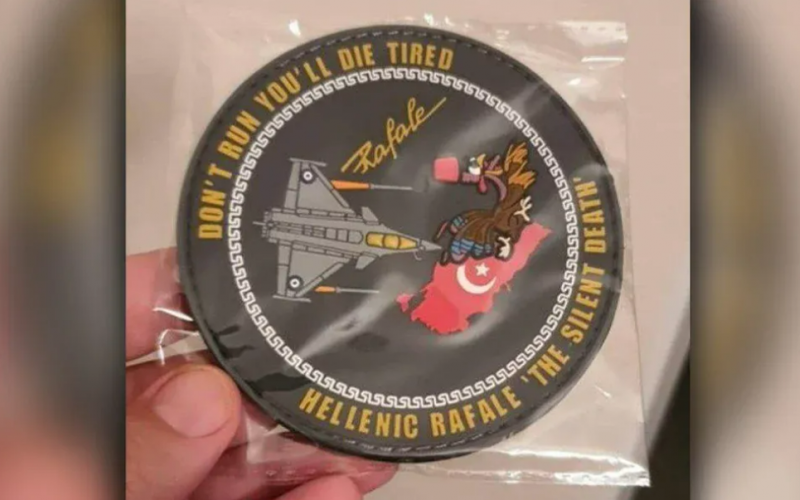 DON'T RUN YOU'LL DIE TIRED
Rafale
HELLENIC RAFALE 'THE SILENT DEATH'